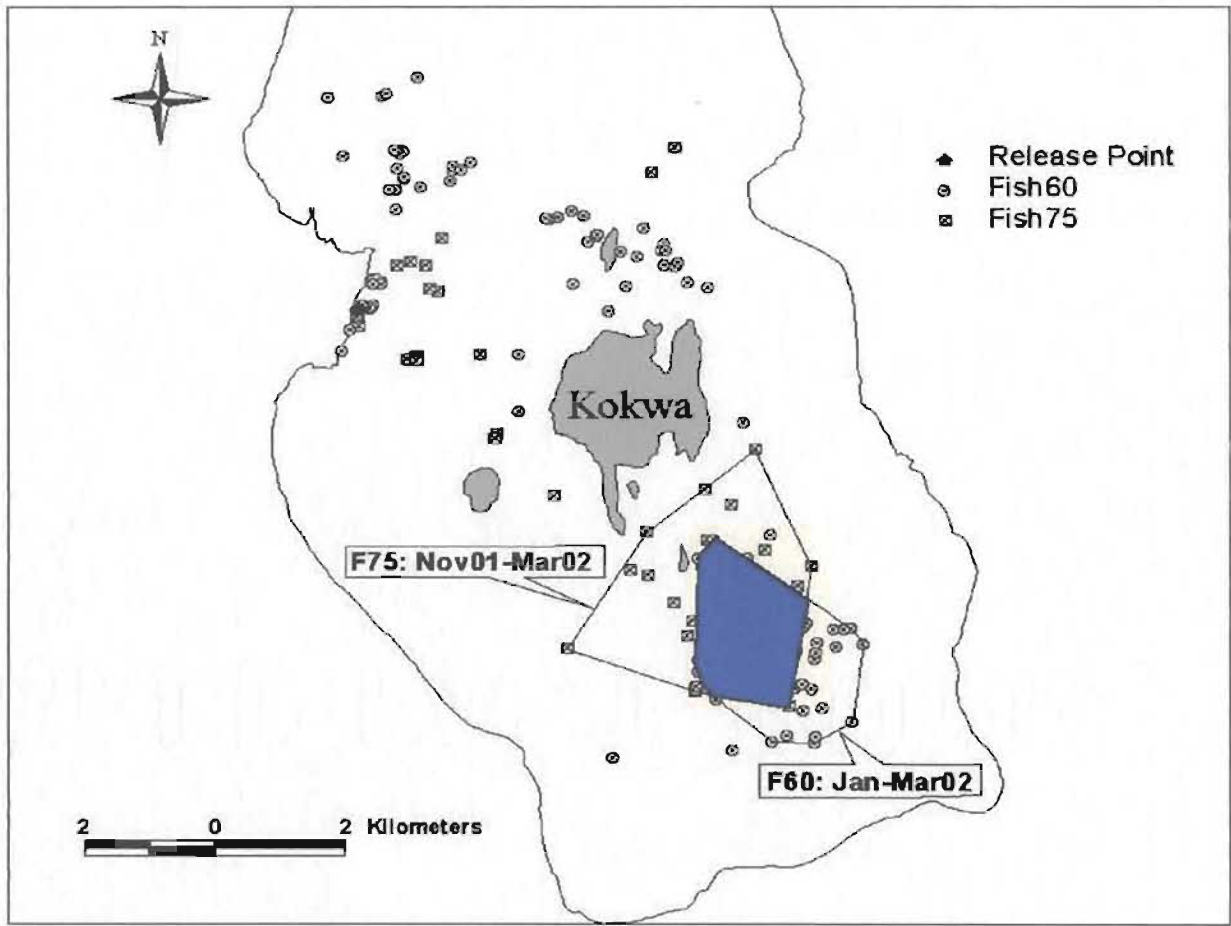 N
Release Point
Fish60
Fish75
Kokwa
F75: Nov01-Mar02
F60: Jan-Mar02
2 0 2 Kilometers